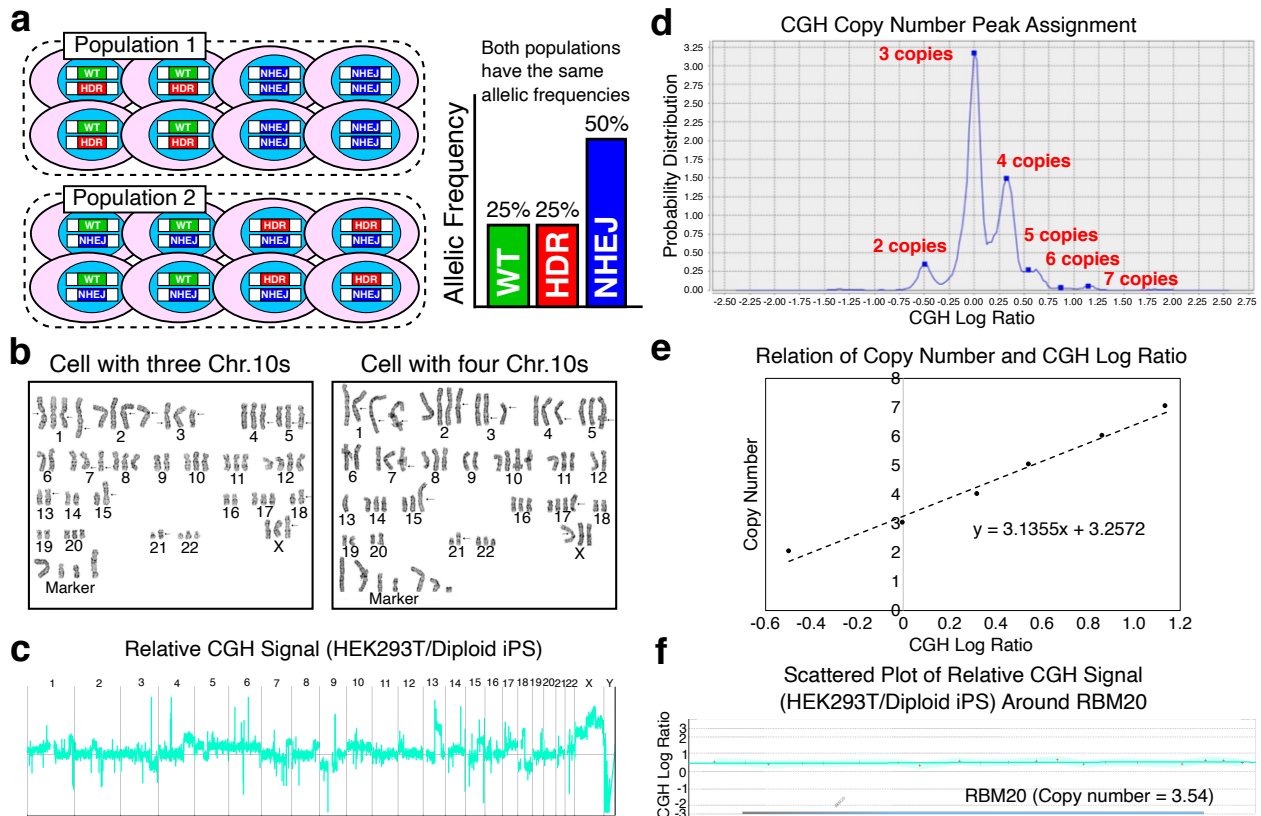 a
Population 1
WT WT NHEJ NHEJ
HDR HDR NHEJ NHEJ
WT WT NHEJ NHEJ
HDR HDR NHEJ NHEJ
Population 2
WT WT HDR HDR
NHEJ NHEJ NHEJ NHEJ
WT WT HDR HDR
NHEJ NHEJ NHEJ NHEJ
Both populations
have the same
allelic frequencies
Allelic Frequency
50%
25% 25%
WT HDR NHEJ
b
Cell with three Chr.10s
1 2 3 4 5
6 7 8 9 10 11 12
13 14 15 16 17 18
19 20 21 22 X
Marker
Cell with four Chr.10s
1 2 3 4 5
6 7 8 9 10 11 12
13 14 15 16 17 18
19 20 21 22 X
Marker
c
Relative CGH Signal (HEK293T/Diploid iPS)
1 2 3 4 5 6 7 8 9 10 11 12 13 14 15 16 17 18 19 20 21 22 X Y
d
CGH Copy Number Peak Assignment
Probability Distribution
3.25
3.00
2.75
2.50
2.25
2.00
1.75
1.50
1.25
1.00
0.75
0.50
0.25
0.00
3 copies
4 copies
2 copies
5 copies
6 copies
7 copies
-2.50 -2.25 -2.00 -1.75 -1.50 -1.25 -1.00 -0.75 -0.50 -0.25 0.00 0.25 0.50 0.75 1.00 1.25 1.50 1.75 2.00 2.25 2.50 2.75
CGH Log Ratio
e
Relation of Copy Number and CGH Log Ratio
Copy Number
8
7
6
5
4
3
2
1
0
y = 3.1355x + 3.2572
-0.6 -0.4 -0.2 0 0.2 0.4 0.6 0.8 1.0 1.2
CGH Log Ratio
f
Scattered Plot of Relative CGH Signal
(HEK293T/Diploid iPS) Around RBM20
CGH Log Ratio
3
2
1
0
-1
-2
-3
RBM20 (Copy number = 3.54)